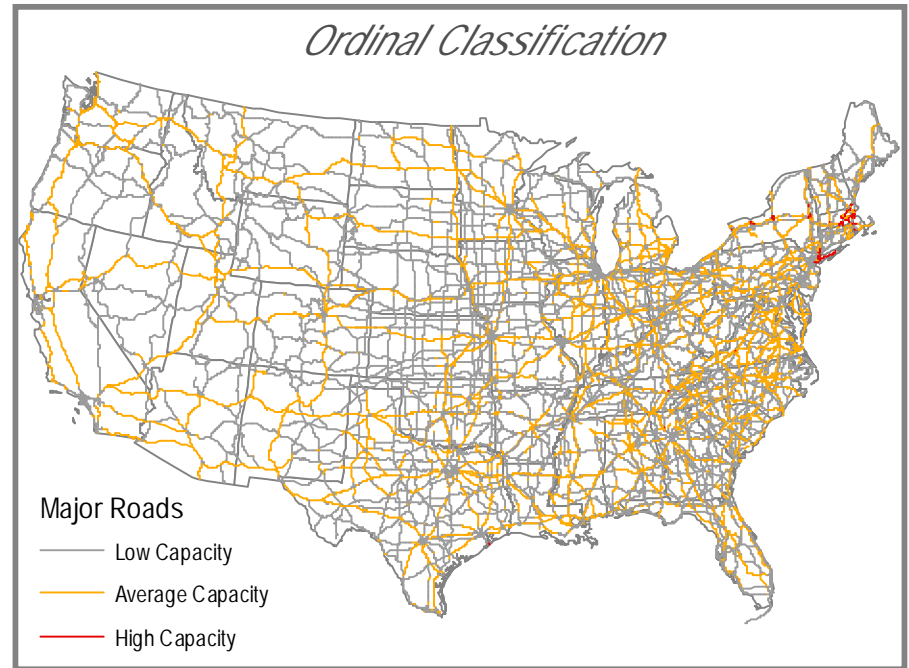 Ordinal Classification
Major Roads
Low Capacity
Average Capacity
High Capacity